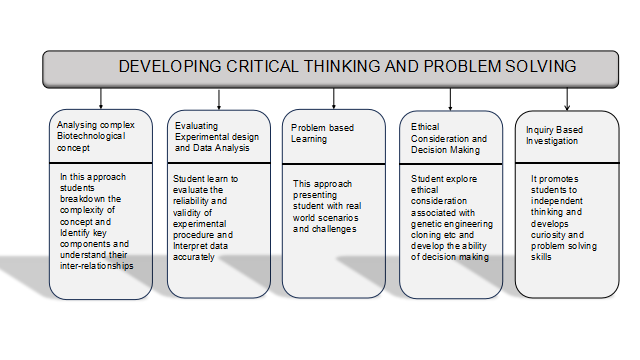 DEVELOPING CRITICAL THINKING AND PROBLEM SOLVING
Analysing complex
Biotechnological
concept
In this approach
students
breakdown the
complexity of
concept and
Identify key
components and
understand their
inter-relationships
Evaluating
Experimental design
and Data Analysis
Student learn to
evaluate the
reliability and
validity of
experimental
procedure and
Interpret data
accurately
Problem based
Learning
This approach
presenting
student with real
world scenarios
and challenges
Ethical
Consideration and
Decision Making
Student explore
ethical
consideration
associated with
genetic engineering
cloning etc and
develop the ability
of decision making
Inquiry Based
Investigation
It promotes
students to
independent
thinking and
develops
curiosity and
problem solving
skills